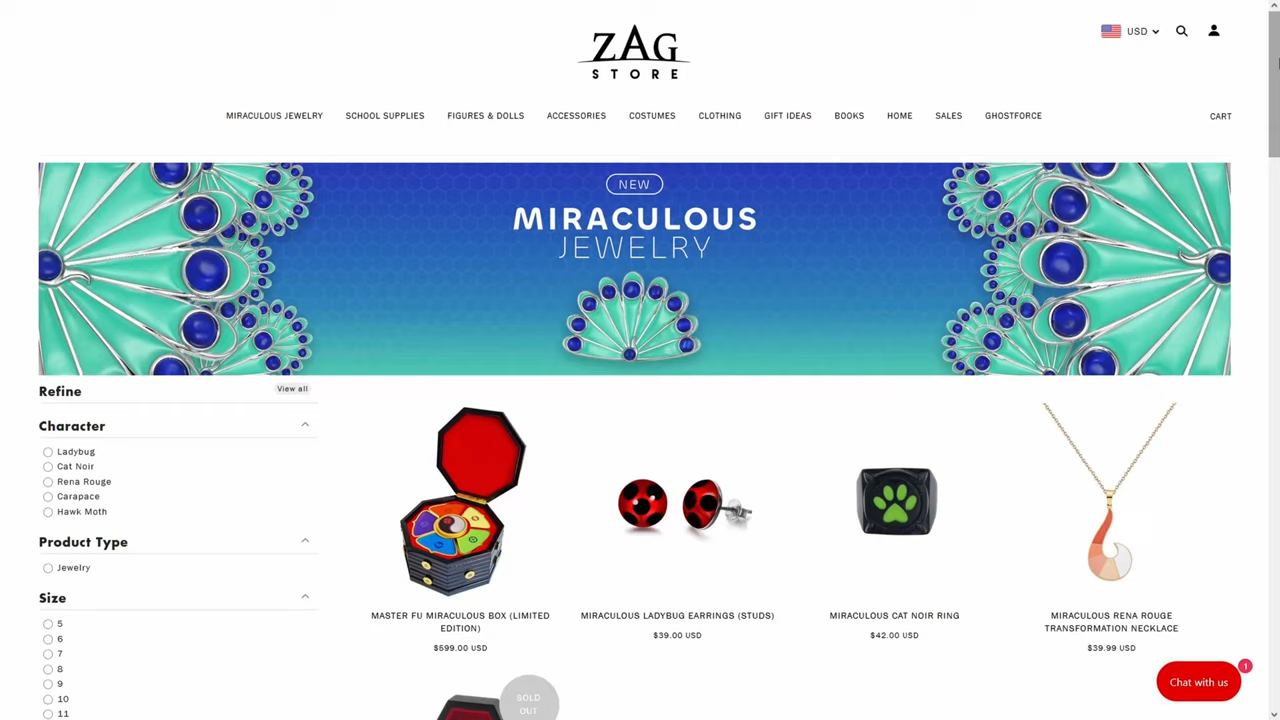 ZAG
STORE
USD
MIRACULOUS JEWELRY SCHOOL SUPPLIES FIGURES & DOLLS ACCESSORIES COSTUMES CLOTHING GIFT IDEAS BOOKS HOME SALES GHOSTFORCE CART
NEW
MIRACULOUS
JEWELRY
Refine View all
Character
Ladybug
Cat Noir
Rena Rouge
Carapace
Hawk Moth
Product Type
Jewelry
Size
5
6
7
8
9
10
11
MASTER FU MIRACULOUS BOX (LIMITED
EDITION)
$599.00 USD
MIRACULOUS LADYBUG EARRINGS (STUDS)
$39.00 USD
MIRACULOUS CAT NOIR RING
$42.00 USD
MIRACULOUS RENA ROUGE
TRANSFORMATION NECKLACE
$39.99 USD
SOLD
OUT
Chat with us
1